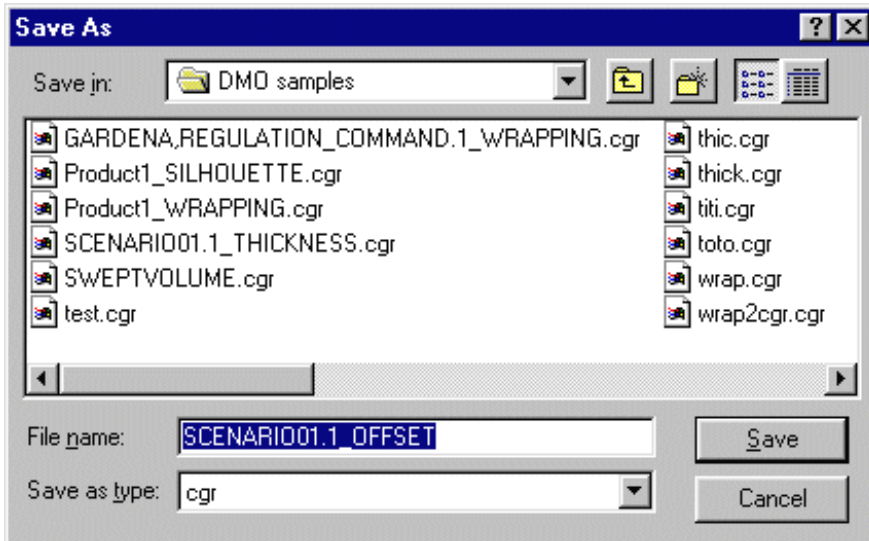 Save As
Save in: DMO samples
GARDENA,REGULATION_COMMAND.1_WRAPPING.cgr
Product1_SILHOUETTE.cgr
Product1_WRAPPING.cgr
SCENARIO01.1_THICKNESS.cgr
SWEPTVOLUME.cgr
test.cgr
thic.cgr
thick.cgr
titi.cgr
toto.cgr
wrap.cgr
wrap2cgr.cgr
File name: SCENARIO01.1_OFFSET
Save
Save as type: cgr
Cancel